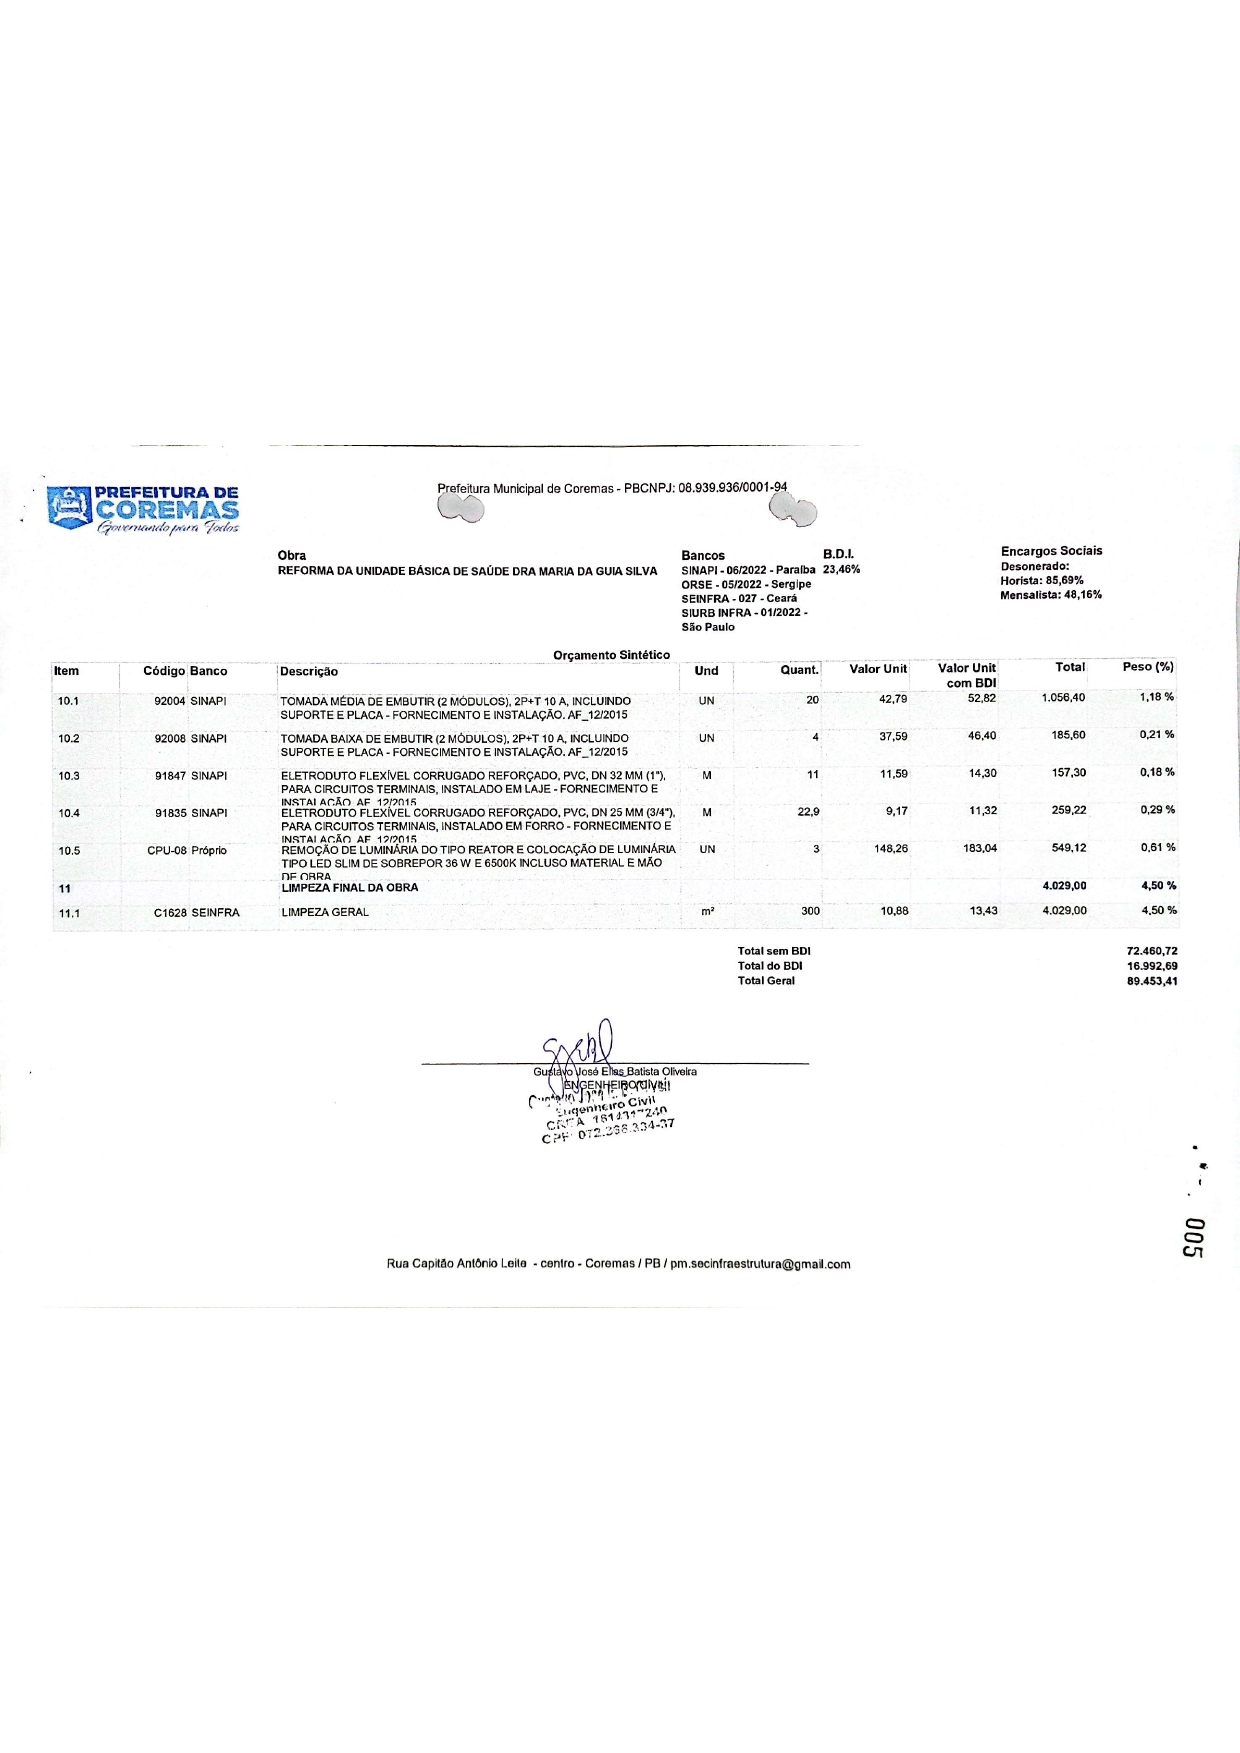 PREFEITURA DE
COREMAS
Governando para Todos
Prefeitura Municipal de Coremas - PBCNPJ: 08.939.936/0001-94
Obra
REFORMA DA UNIDADE BÁSICA DE SAÚDE DRA MARIA DA GUIA SILVA
Bancos B.D.I.
SINAPI - 06/2022 - Paraíba 23,46%
ORSE - 05/2022 - Sergipe
SEINFRA - 027 - Ceará
SIURB INFRA - 01/2022 -
São Paulo
Encargos Sociais
Desonerado:
Horista: 85,69%
Mensalista: 48,16%
Orçamento Sintético
Item Código Banco Descrição Und Quant. Valor Unit Valor Unit com BDI Total Peso (%)
10.1 92004 SINAPI TOMADA MÉDIA DE EMBUTIR (2 MÓDULOS), 2P+T 10 A, INCLUINDO UN 20 42,79 52,82 1.056,40 1,18 %
SUPORTE E PLACA - FORNECIMENTO E INSTALAÇÃO. AF_12/2015
10.2 92008 SINAPI TOMADA BAIXA DE EMBUTIR (2 MÓDULOS), 2P+T 10 A, INCLUINDO UN 4 37,59 46,40 185,60 0,21 %
SUPORTE E PLACA - FORNECIMENTO E INSTALAÇÃO. AF_12/2015
10.3 91847 SINAPI ELETRODUTO FLEXÍVEL CORRUGADO REFORÇADO, PVC, DN 32 MM (1"), M 11 11,59 14,30 157,30 0,18 %
PARA CIRCUITOS TERMINAIS, INSTALADO EM LAJE - FORNECIMENTO E
INSTALAÇÃO. AF_12/2015
10.4 91835 SINAPI ELETRODUTO FLEXÍVEL CORRUGADO REFORÇADO, PVC, DN 25 MM (3/4"), M 22,9 9,17 11,32 259,22 0,29 %
PARA CIRCUITOS TERMINAIS, INSTALADO EM FORRO - FORNECIMENTO E
INSTALAÇÃO. AF_12/2015
10.5 CPU-08 Próprio REMOÇÃO DE LUMINÁRIA DO TIPO REATOR E COLOCAÇÃO DE LUMINÁRIA UN 3 148,26 183,04 549,12 0,61 %
TIPO LED SLIM DE SOBREPOR 36 W E 6500K INCLUSO MATERIAL E MÃO
DE OBRA
11 LIMPEZA FINAL DA OBRA 4.029,00 4,50 %
11.1 C1628 SEINFRA LIMPEZA GERAL m² 300 10,88 13,43 4.029,00 4,50 %
Total sem BDI 72.460,72
Total do BDI 16.992,69
Total Geral 89.453,41
Gustavo José Elias Batista Oliveira
ENGENHEIRO CIVIL
Engenheiro Civil
CREA
CPF:
005
Rua Capitão Antônio Leite - centro - Coremas / PB / pm.secinfraestrutura@gmail.com